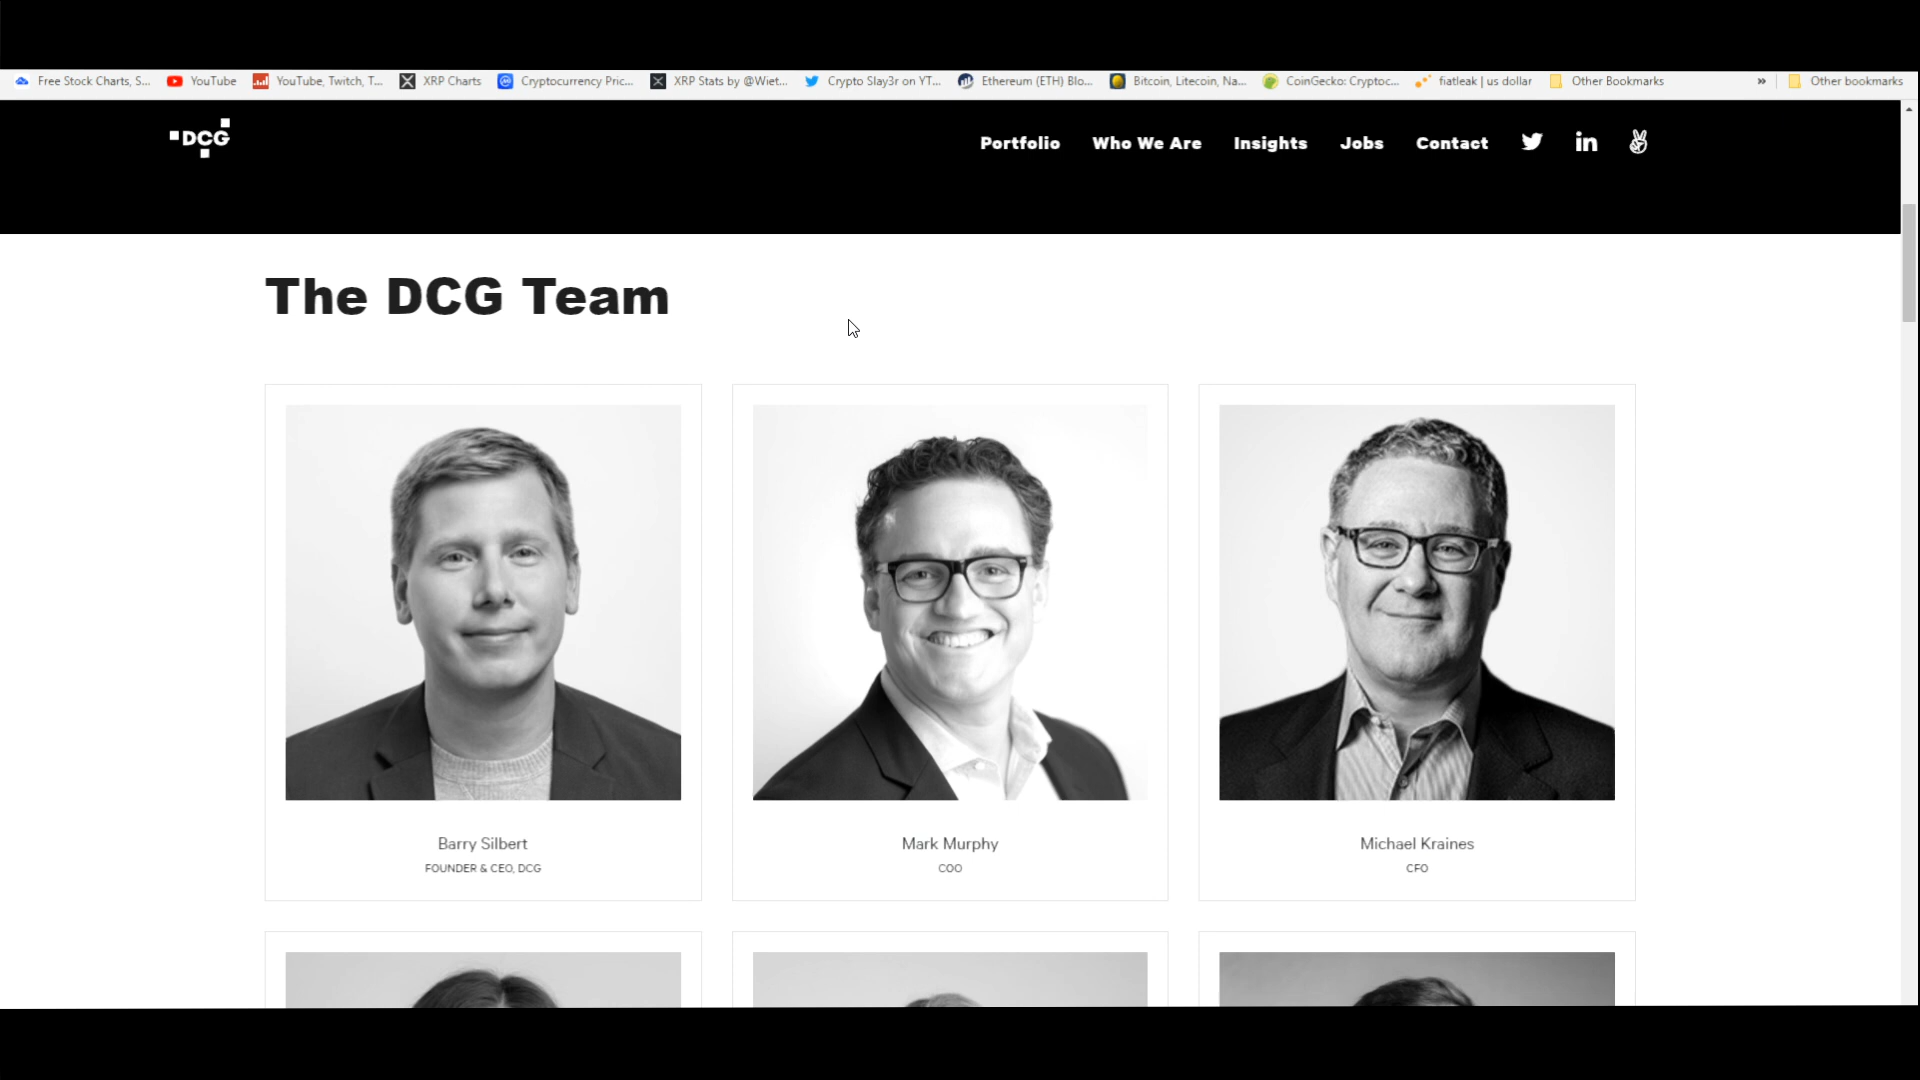 Free Stock Charts, S... YouTube YouTube, Twitch, T... XRP Charts Cryptocurrency Pric... XRP Stats by @Wiet... Crypto Slay3r on YT... Ethereum (ETH) Blo... Bitcoin, Litecoin, Na... CoinGecko: Cryptoc... fiatleak | us dollar Other Bookmarks » Other bookmarks
DCG Portfolio Who We Are Insights Jobs Contact
The DCG Team
Barry Silbert
FOUNDER & CEO, DCG
Mark Murphy
COO
Michael Kraines
CFO